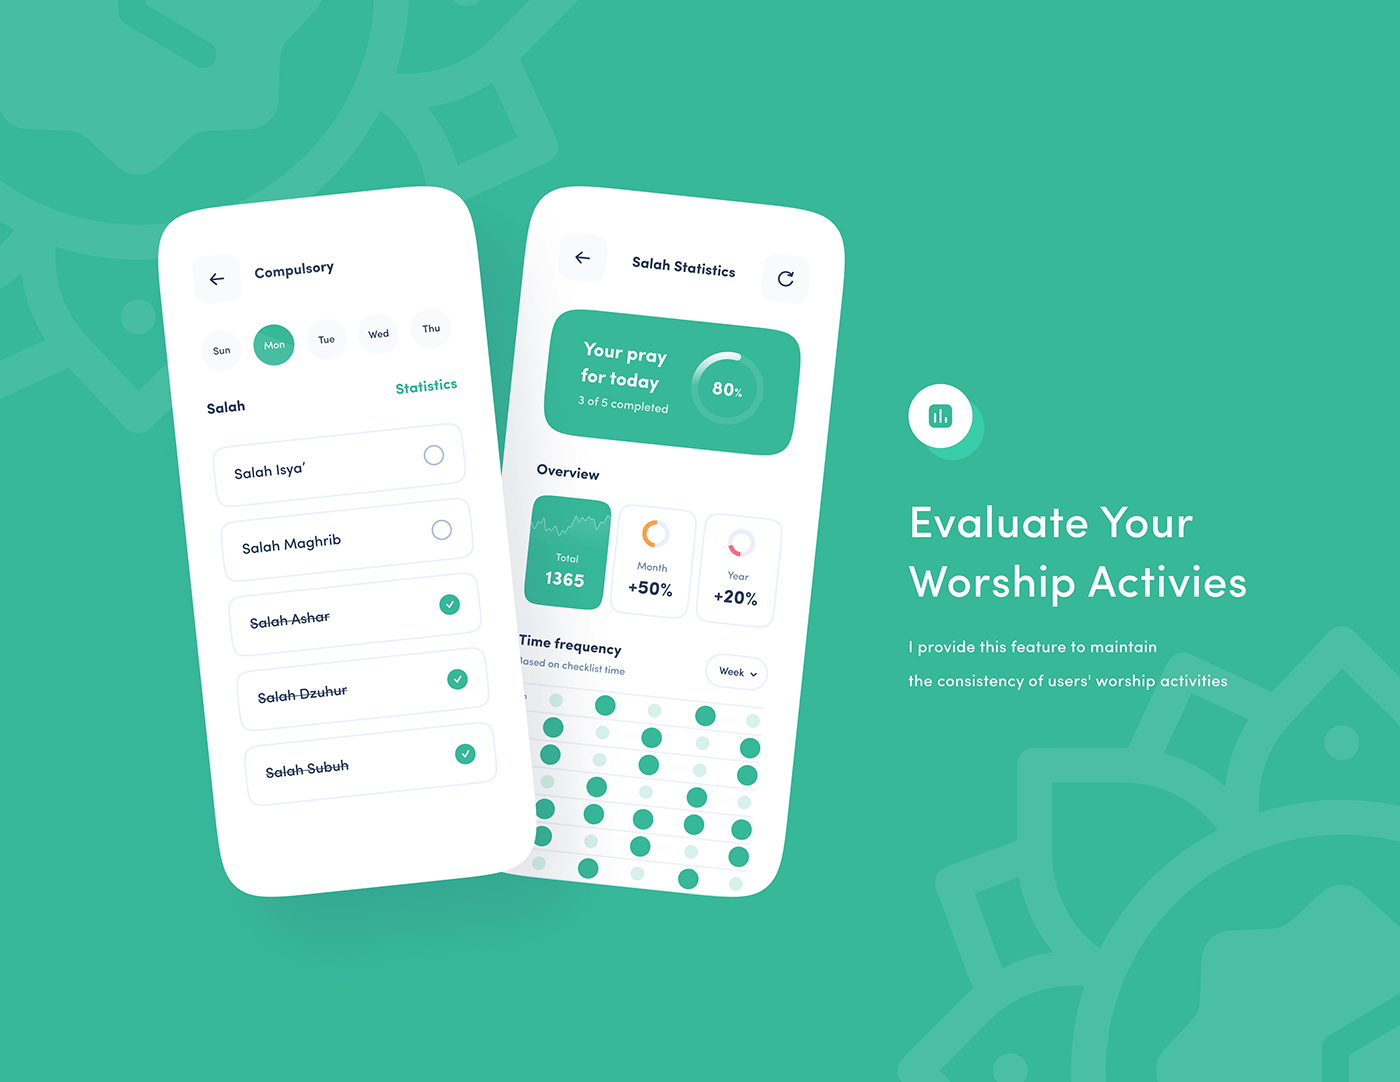 Compulsory
Sun
Mon
Tue
Wed
Thu
Salah
Statistics
Salah Isya’
Salah Maghrib
Salah Ashar
Salah Dzuhur
Salah Subuh
Salah Statistics
Your pray
for today
3 of 5 completed
80%
Overview
Total
1365
Month
+50%
Year
+20%
Time frequency
Based on checklist time
Week
Evaluate Your
Worship Activies
I provide this feature to maintain
the consistency of users' worship activities